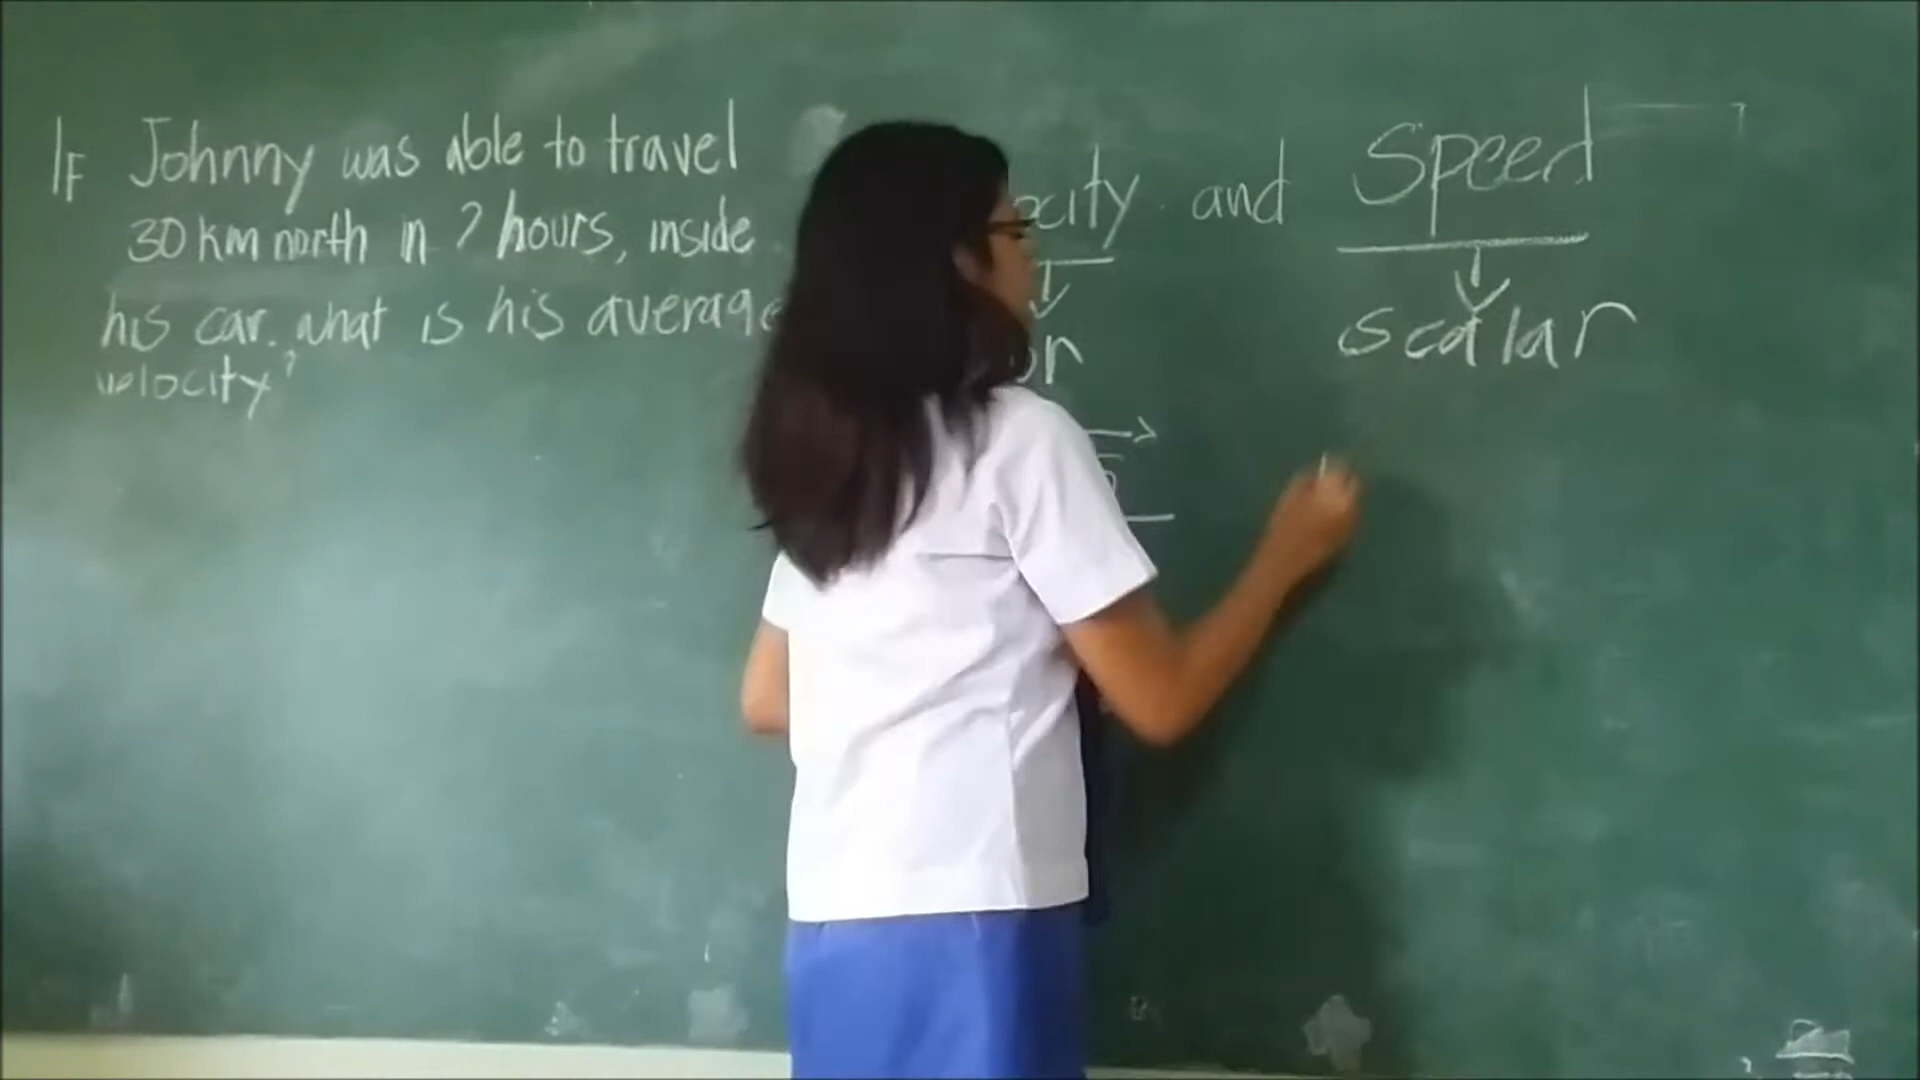 IF Johnny was able to travel
30 km north in ? hours, inside
his car. what is his average
velocity?
ocity and Speed
or scalar